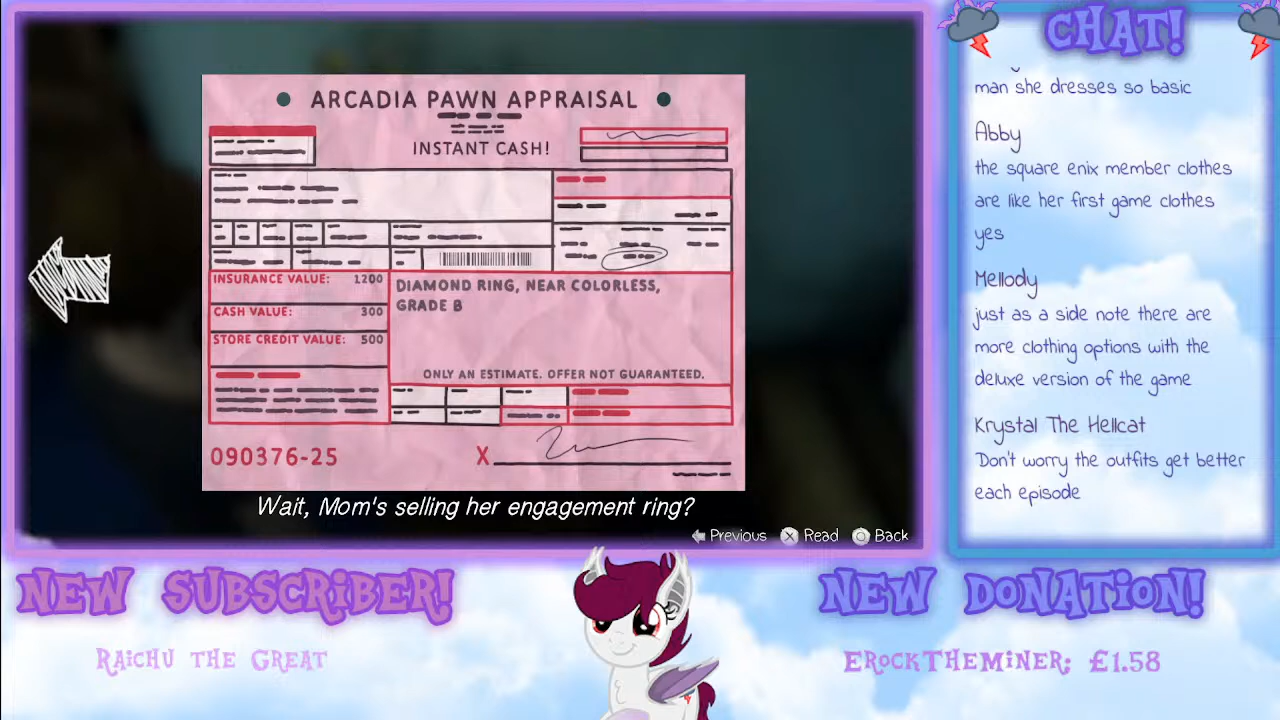 CHAT!
man she dresses so basic
Abby
the square enix member clothes
are like her first game clothes
yes
Mellody
just as a side note there are
more clothing options with the
deluxe version of the game
Krystal The Hellcat
Don't worry the outfits get better
each episode
ARCADIA PAWN APPRAISAL
INSTANT CASH!
INSURANCE VALUE: 1200
CASH VALUE: 300
STORE CREDIT VALUE: 500
DIAMOND RING, NEAR COLORLESS,
GRADE B
ONLY AN ESTIMATE. OFFER NOT GUARANTEED.
090376-25
X
Wait, Mom's selling her engagement ring?
Previous X Read O Back
NEW SUBSCRIBER!
RAICHU THE GREAT
NEW DONATION!
EROCKTHEMINER: £1.58